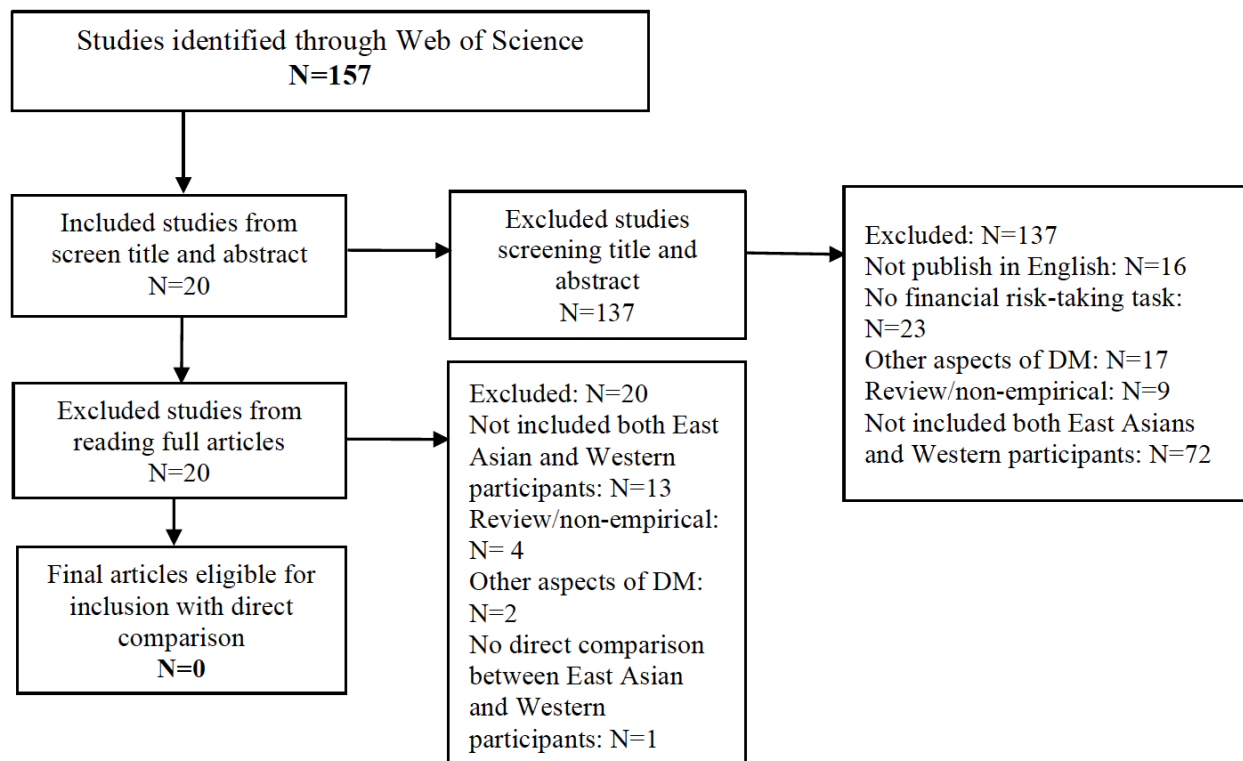 Studies identified through Web of Science
N=157
Included studies from
screen title and abstract
N=20
Excluded studies
screening title and
abstract
N=137
Excluded: N=137
Not publish in English: N=16
No financial risk-taking task:
N=23
Other aspects of DM: N=17
Review/non-empirical: N=9
Not included both East Asians
and Western participants: N=72
Excluded studies from
reading full articles
N=20
Excluded: N=20
Not included both East
Asian and Western
participants: N=13
Review/non-empirical:
N= 4
Other aspects of DM:
N=2
No direct comparison
between East Asian
and Western
participants: N=1
Final articles eligible for
inclusion with direct
comparison
N=0